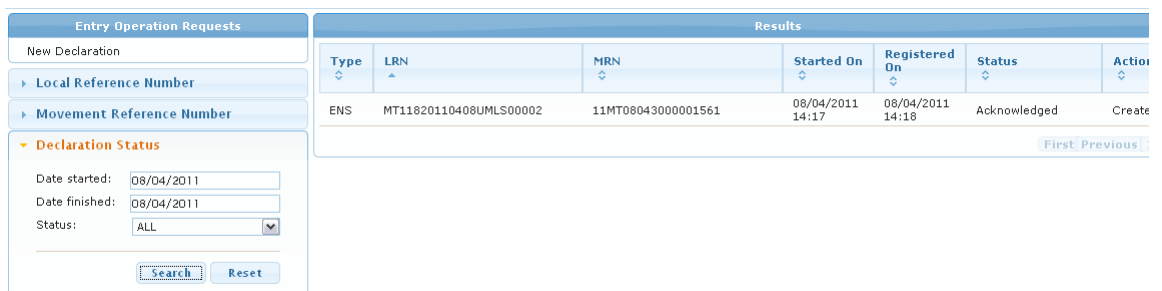 Entry Operation Requests
New Declaration
Local Reference Number
Movement Reference Number
Declaration Status
Date started: 08/04/2011
Date finished: 08/04/2011
Status: ALL
Search Reset
Results
Type LRN MRN Started On Registered On Status Action
ENS MT11820110408UMLS00002 11MT08043000001561 08/04/2011 14:17 08/04/2011 14:18 Acknowledged Create
First Previous